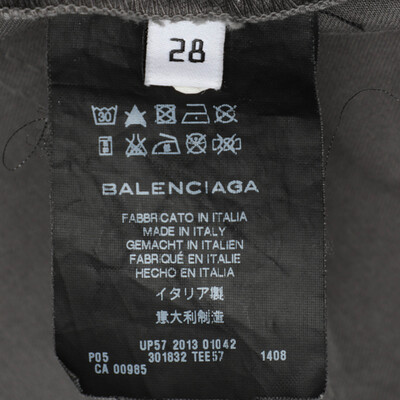 28
30
BALENCIAGA
FABBRICATO IN ITALIA
MADE IN ITALY
GEMACHT IN ITALIEN
FABRIQUÉ EN ITALIE
HECHO EN ITALIA
イタリア製
意大利制造
UP57 2013 01042
P05 301832 TEE57 1408
CA 00985